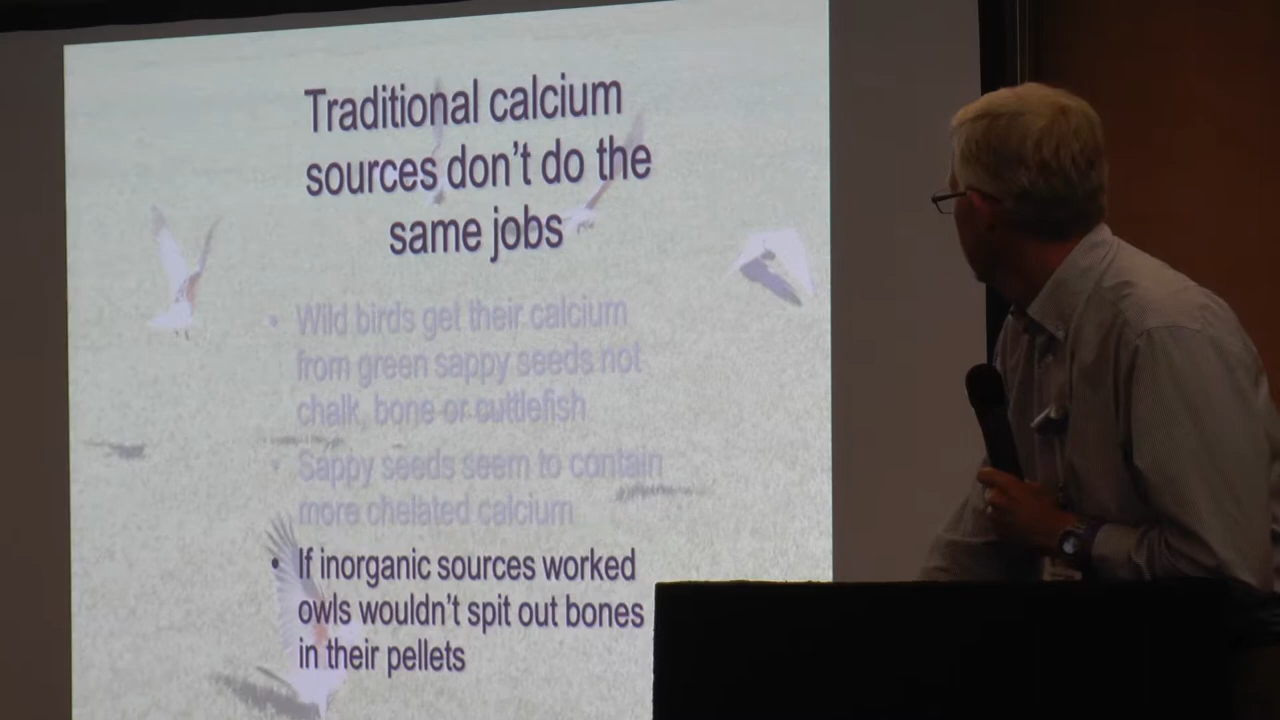 Traditional calcium
sources don't do the
same jobs
• Wild birds get their calcium
from green sappy seeds not
chalk, bone or cuttlefish
• Sappy seeds seem to contain
more chelated calcium
• If inorganic sources worked
owls wouldn't spit out bones
in their pellets